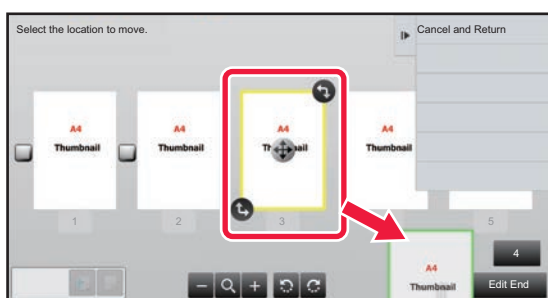 Select the location to move.
Cancel and Return
A4
Thumbnail
A4
Thumbnail
A4
A4
Thumbnail
1
2
3
5
A4
Thumbnail
4
Edit End